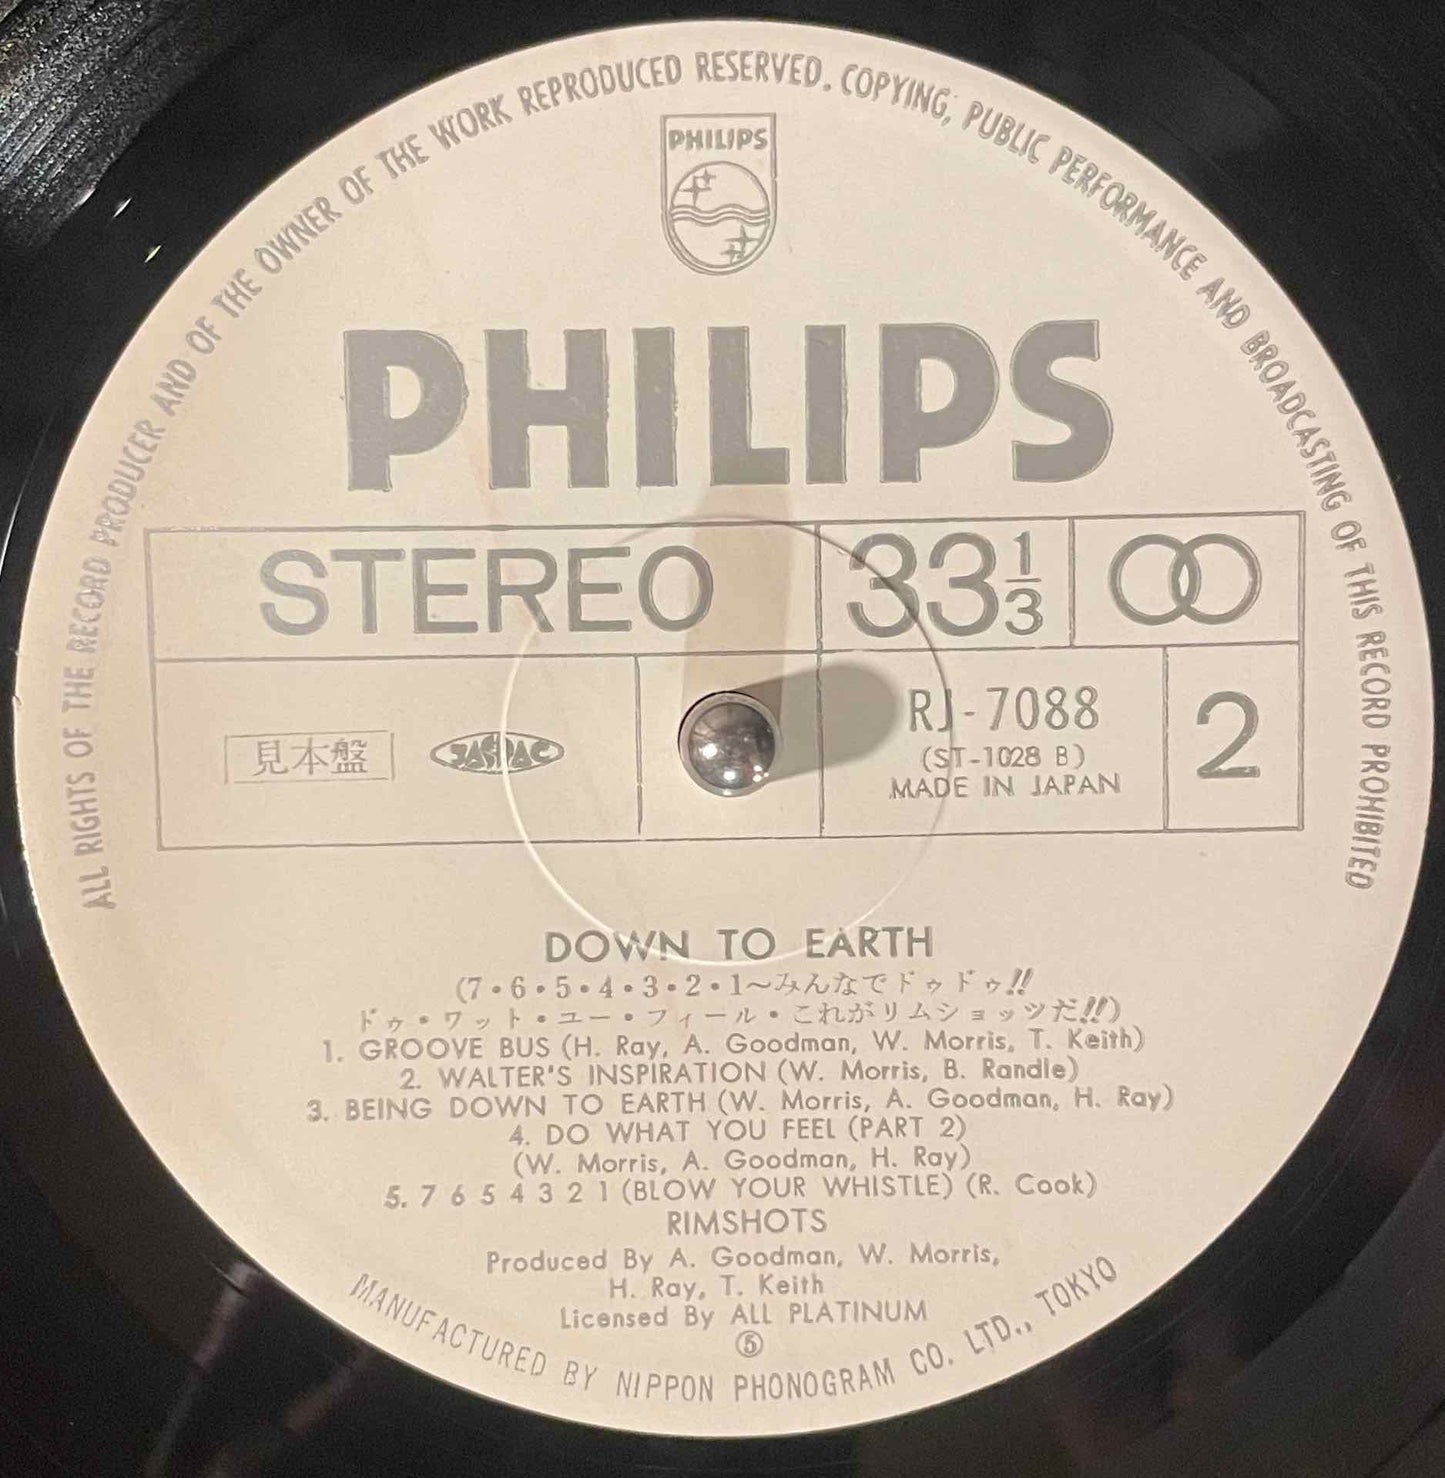 ALL RIGHTS OF THE RECORD PRODUCER AND OF THE OWNER OF THE WORK REPRODUCED RESERVED. COPYING, PUBLIC PERFORMANCE AND BROADCASTING OF THIS RECORD PROHIBITED
PHILIPS
PHILIPS
STEREO
33 1/3
見本盤
JASRAC
RJ-7088
(ST-1028 B)
MADE IN JAPAN
2
DOWN TO EARTH
(7・6・5・4・3・2・1〜みんなでドゥドゥ!!
ドゥ・ワット・ユー・フィール・これがリムショッツだ!!)
1. GROOVE BUS (H. Ray, A. Goodman, W. Morris, T. Keith)
2. WALTER'S INSPIRATION (W. Morris, B. Randle)
3. BEING DOWN TO EARTH (W. Morris, A. Goodman, H. Ray)
4. DO WHAT YOU FEEL (PART 2)
(W. Morris, A. Goodman, H. Ray)
5. 7 6 5 4 3 2 1 (BLOW YOUR WHISTLE) (R. Cook)
RIMSHOTS
Produced By A. Goodman, W. Morris,
H. Ray, T. Keith
Licensed By ALL PLATINUM
⑤
MANUFACTURED BY NIPPON PHONOGRAM CO. LTD., TOKYO